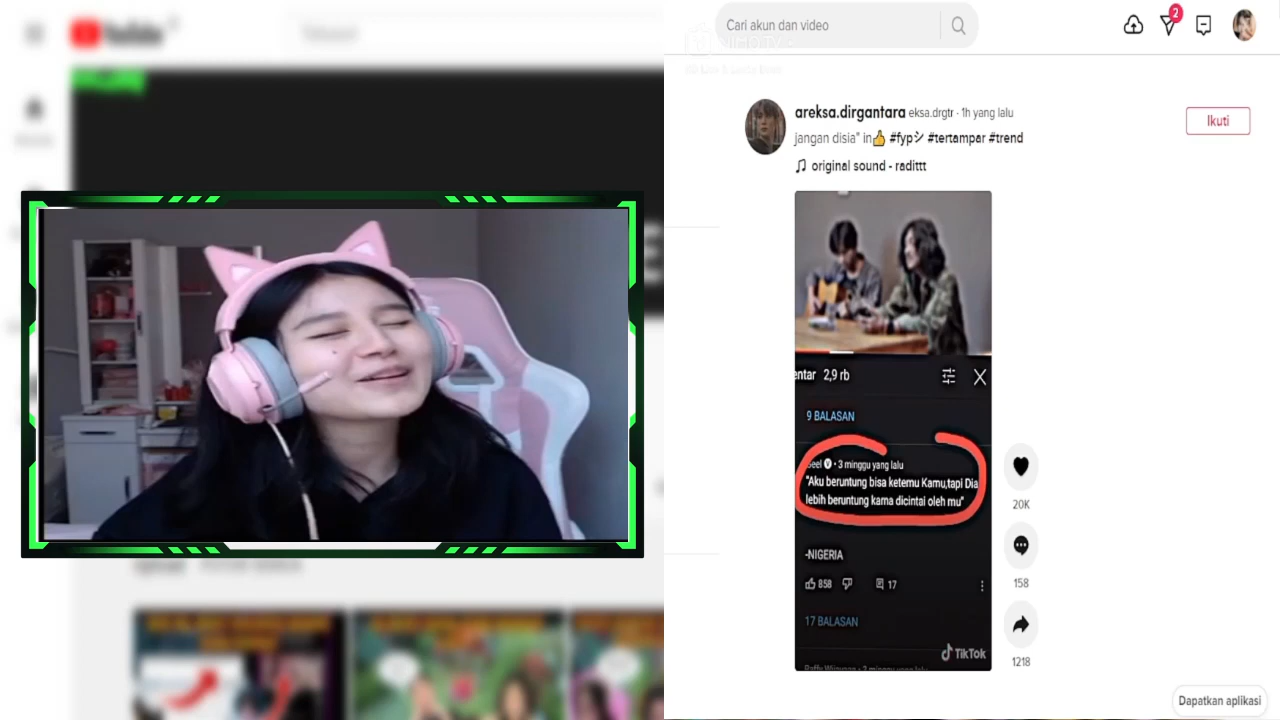 Cari akun dan video
2
areksa.dirgantara eksa.drgtr · 1h yang lalu
Ikuti
jangan disia" in👍 #fypシ #tertampar #trend
♫ original sound - radittt
entar 2,9 rb
9 BALASAN
3 minggu yang lalu
"Aku beruntung bisa ketemu Kamu,tapi Dia
lebih beruntung karna dicintai oleh mu"
-NIGERIA
858
17
17 BALASAN
TikTok
20K
158
1218
Dapatkan aplikasi